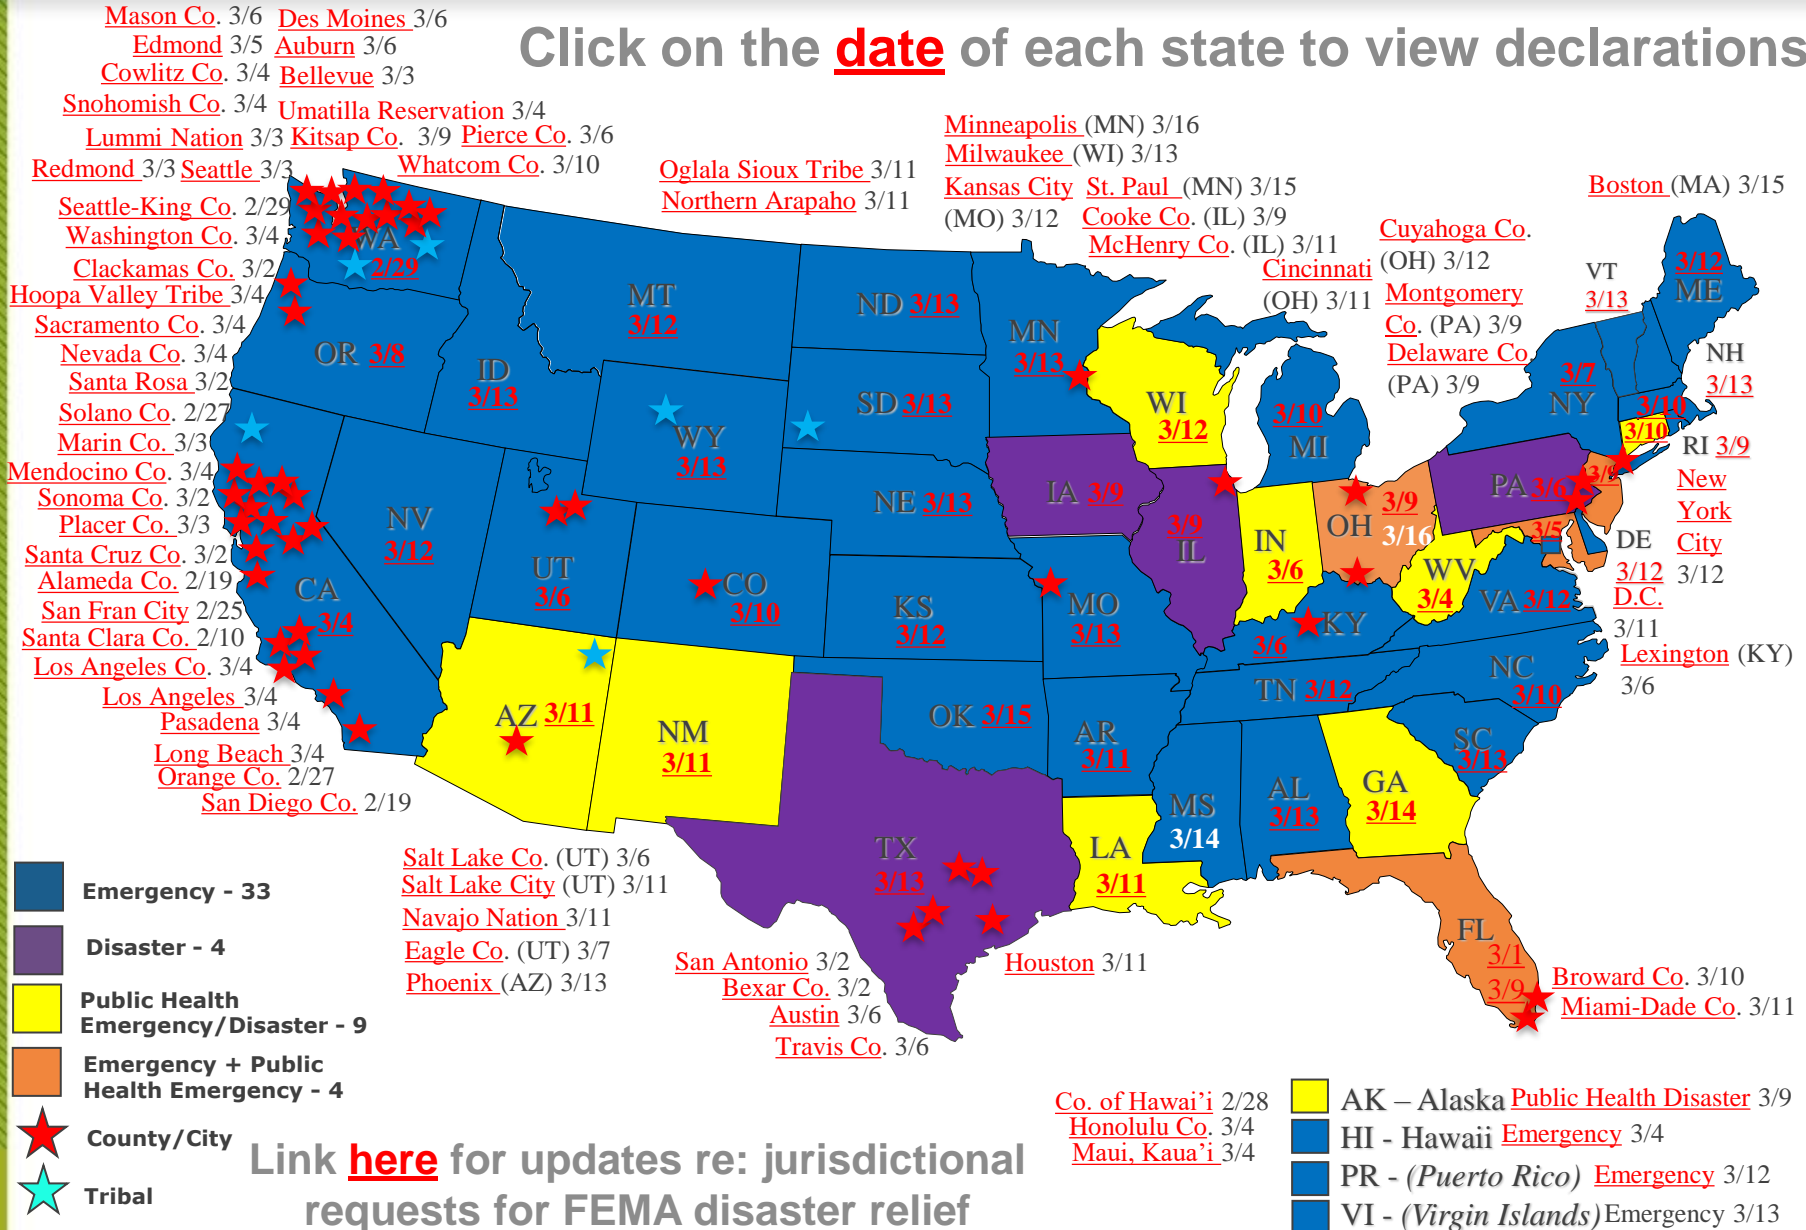 Click on the date of each state to view declarations
Mason Co. 3/6 Des Moines 3/6
Edmond 3/5 Auburn 3/6
Cowlitz Co. 3/4 Bellevue 3/3
Snohomish Co. 3/4 Umatilla Reservation 3/4
Lummi Nation 3/3 Kitsap Co. 3/9 Pierce Co. 3/6
Redmond 3/3 Seattle 3/3 Whatcom Co. 3/10
Seattle-King Co. 2/29
Washington Co. 3/4
Clackamas Co. 3/2
Hoopa Valley Tribe 3/4
Sacramento Co. 3/4
Nevada Co. 3/4
Santa Rosa 3/2
Solano Co. 2/27
Marin Co. 3/3
Mendocino Co. 3/4
Sonoma Co. 3/2
Placer Co. 3/3
Santa Cruz Co. 3/2
Alameda Co. 2/19
San Fran City 2/25
Santa Clara Co. 2/10
Los Angeles Co. 3/4
Los Angeles 3/4
Pasadena 3/4
Long Beach 3/4
Orange Co. 2/27
San Diego Co. 2/19
Oglala Sioux Tribe 3/11
Northern Arapaho 3/11
Minneapolis (MN) 3/16
Milwaukee (WI) 3/13
Kansas City
(MO) 3/12
St. Paul (MN) 3/15
Cooke Co. (IL) 3/9
McHenry Co. (IL) 3/11
Cincinnati
(OH) 3/11
Cuyahoga Co.
(OH) 3/12
Montgomery
Co. (PA) 3/9
Delaware Co.
(PA) 3/9
Boston (MA) 3/15
VT
3/13
3/12
ME
NH
3/13
WA
2/29
OR 3/8
ID
3/13
MT
3/12
ND 3/13
SD 3/13
WY
3/13
NE 3/13
MN
3/13
WI
3/12
3/10
MI
3/7
NY
3/10
3/10
RI 3/9
New
York
City
3/12
IA 3/9
3/9
IL
IN
3/6
OH
3/9
3/16
PA 3/6
3/5
DE
3/12
D.C.
3/11
Lexington (KY)
3/6
NV
3/12
UT
3/6
CA
3/4
CO
3/10
KS
3/12
MO
3/13
KY
3/6
WV
3/4
VA 3/12
TN 3/12
NC
3/10
SC
3/13
AZ 3/11
NM
3/11
OK 3/15
AR
3/11
TX
3/13
LA
3/11
MS
3/14
AL
3/13
GA
3/14
FL
3/1
3/9
Broward Co. 3/10
Miami-Dade Co. 3/11
Salt Lake Co. (UT) 3/6
Salt Lake City (UT) 3/11
Navajo Nation 3/11
Eagle Co. (UT) 3/7
Phoenix (AZ) 3/13
San Antonio 3/2
Bexar Co. 3/2
Austin 3/6
Travis Co. 3/6
Houston 3/11
Emergency - 33
Disaster - 4
Public Health
Emergency/Disaster - 9
Emergency + Public
Health Emergency - 4
County/City
Tribal
Link here for updates re: jurisdictional
requests for FEMA disaster relief
Co. of Hawai’i 2/28
Honolulu Co. 3/4
Maui, Kaua’i 3/4
AK – Alaska Public Health Disaster 3/9
HI - Hawaii Emergency 3/4
PR - (Puerto Rico) Emergency 3/12
VI - (Virgin Islands) Emergency 3/13